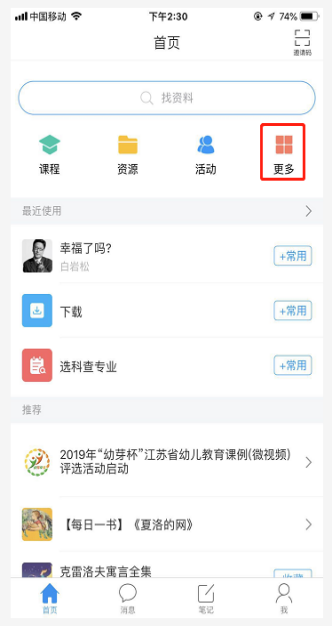 中国移动 下午2:30 74%
首页
邀请码
找资料
课程 资源 活动 更多
最近使用
幸福了吗?
白岩松
+常用
下载
+常用
选科查专业
+常用
推荐
2019年“幼芽杯”江苏省幼儿教育课例(微视频)
评选活动启动
【每日一书】《夏洛的网》
克雷洛夫寓言全集
收藏
首页 消息 笔记 我